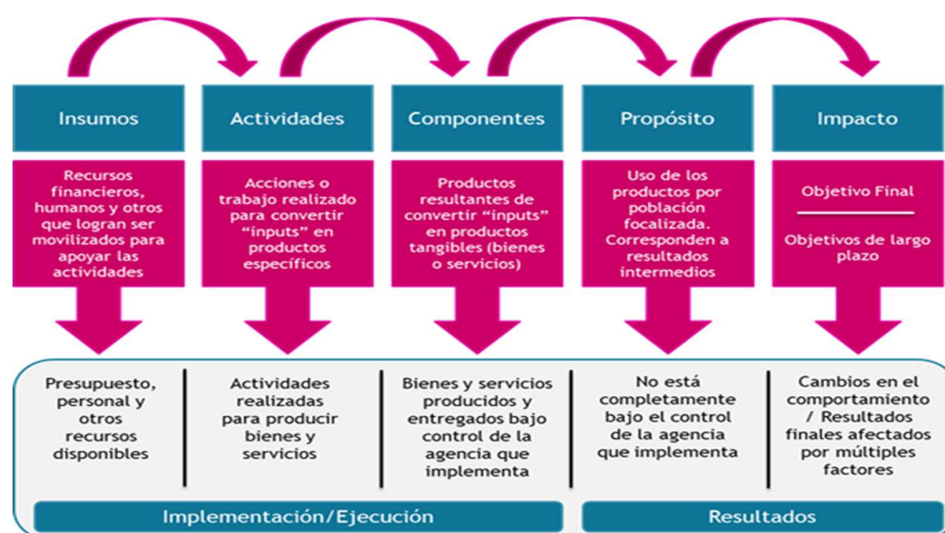 Insumos
Actividades
Componentes
Propósito
Impacto
Recursos
financieros,
humanos y otros
que logran ser
movilizados para
apoyar las
actividades
Acciones o
trabajo realizado
para convertir
“inputs” en
productos
específicos
Productos
resultantes de
convertir “inputs”
en productos
tangibles (bienes
o servicios)
Uso de los
productos por
población
focalizada.
Corresponden a
resultados
intermedios
Objetivo Final
Objetivos de largo
plazo
Presupuesto,
personal y
otros
recursos
disponibles
Actividades
realizadas
para producir
bienes y
servicios
Bienes y servicios
producidos y
entregados bajo
control de la
agencia que
implementa
No está
completamente
bajo el control
de la agencia
que implementa
Cambios en el
comportamiento
/ Resultados
finales afectados
por múltiples
factores
Implementación/Ejecución
Resultados